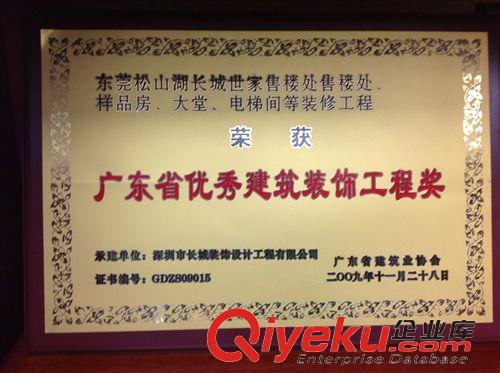 东莞松山湖长城世家售楼处售楼处、
样品房、大堂、电梯间等装修工程
荣 获
广东省优秀建筑装饰工程奖
承建单位：深圳市长城装饰设计工程有限公司
证书编号：GDZS09015
广东省建筑业协会
二〇〇九年十一月二十八日
Qiyeku.com 企业库
Enterprise Database